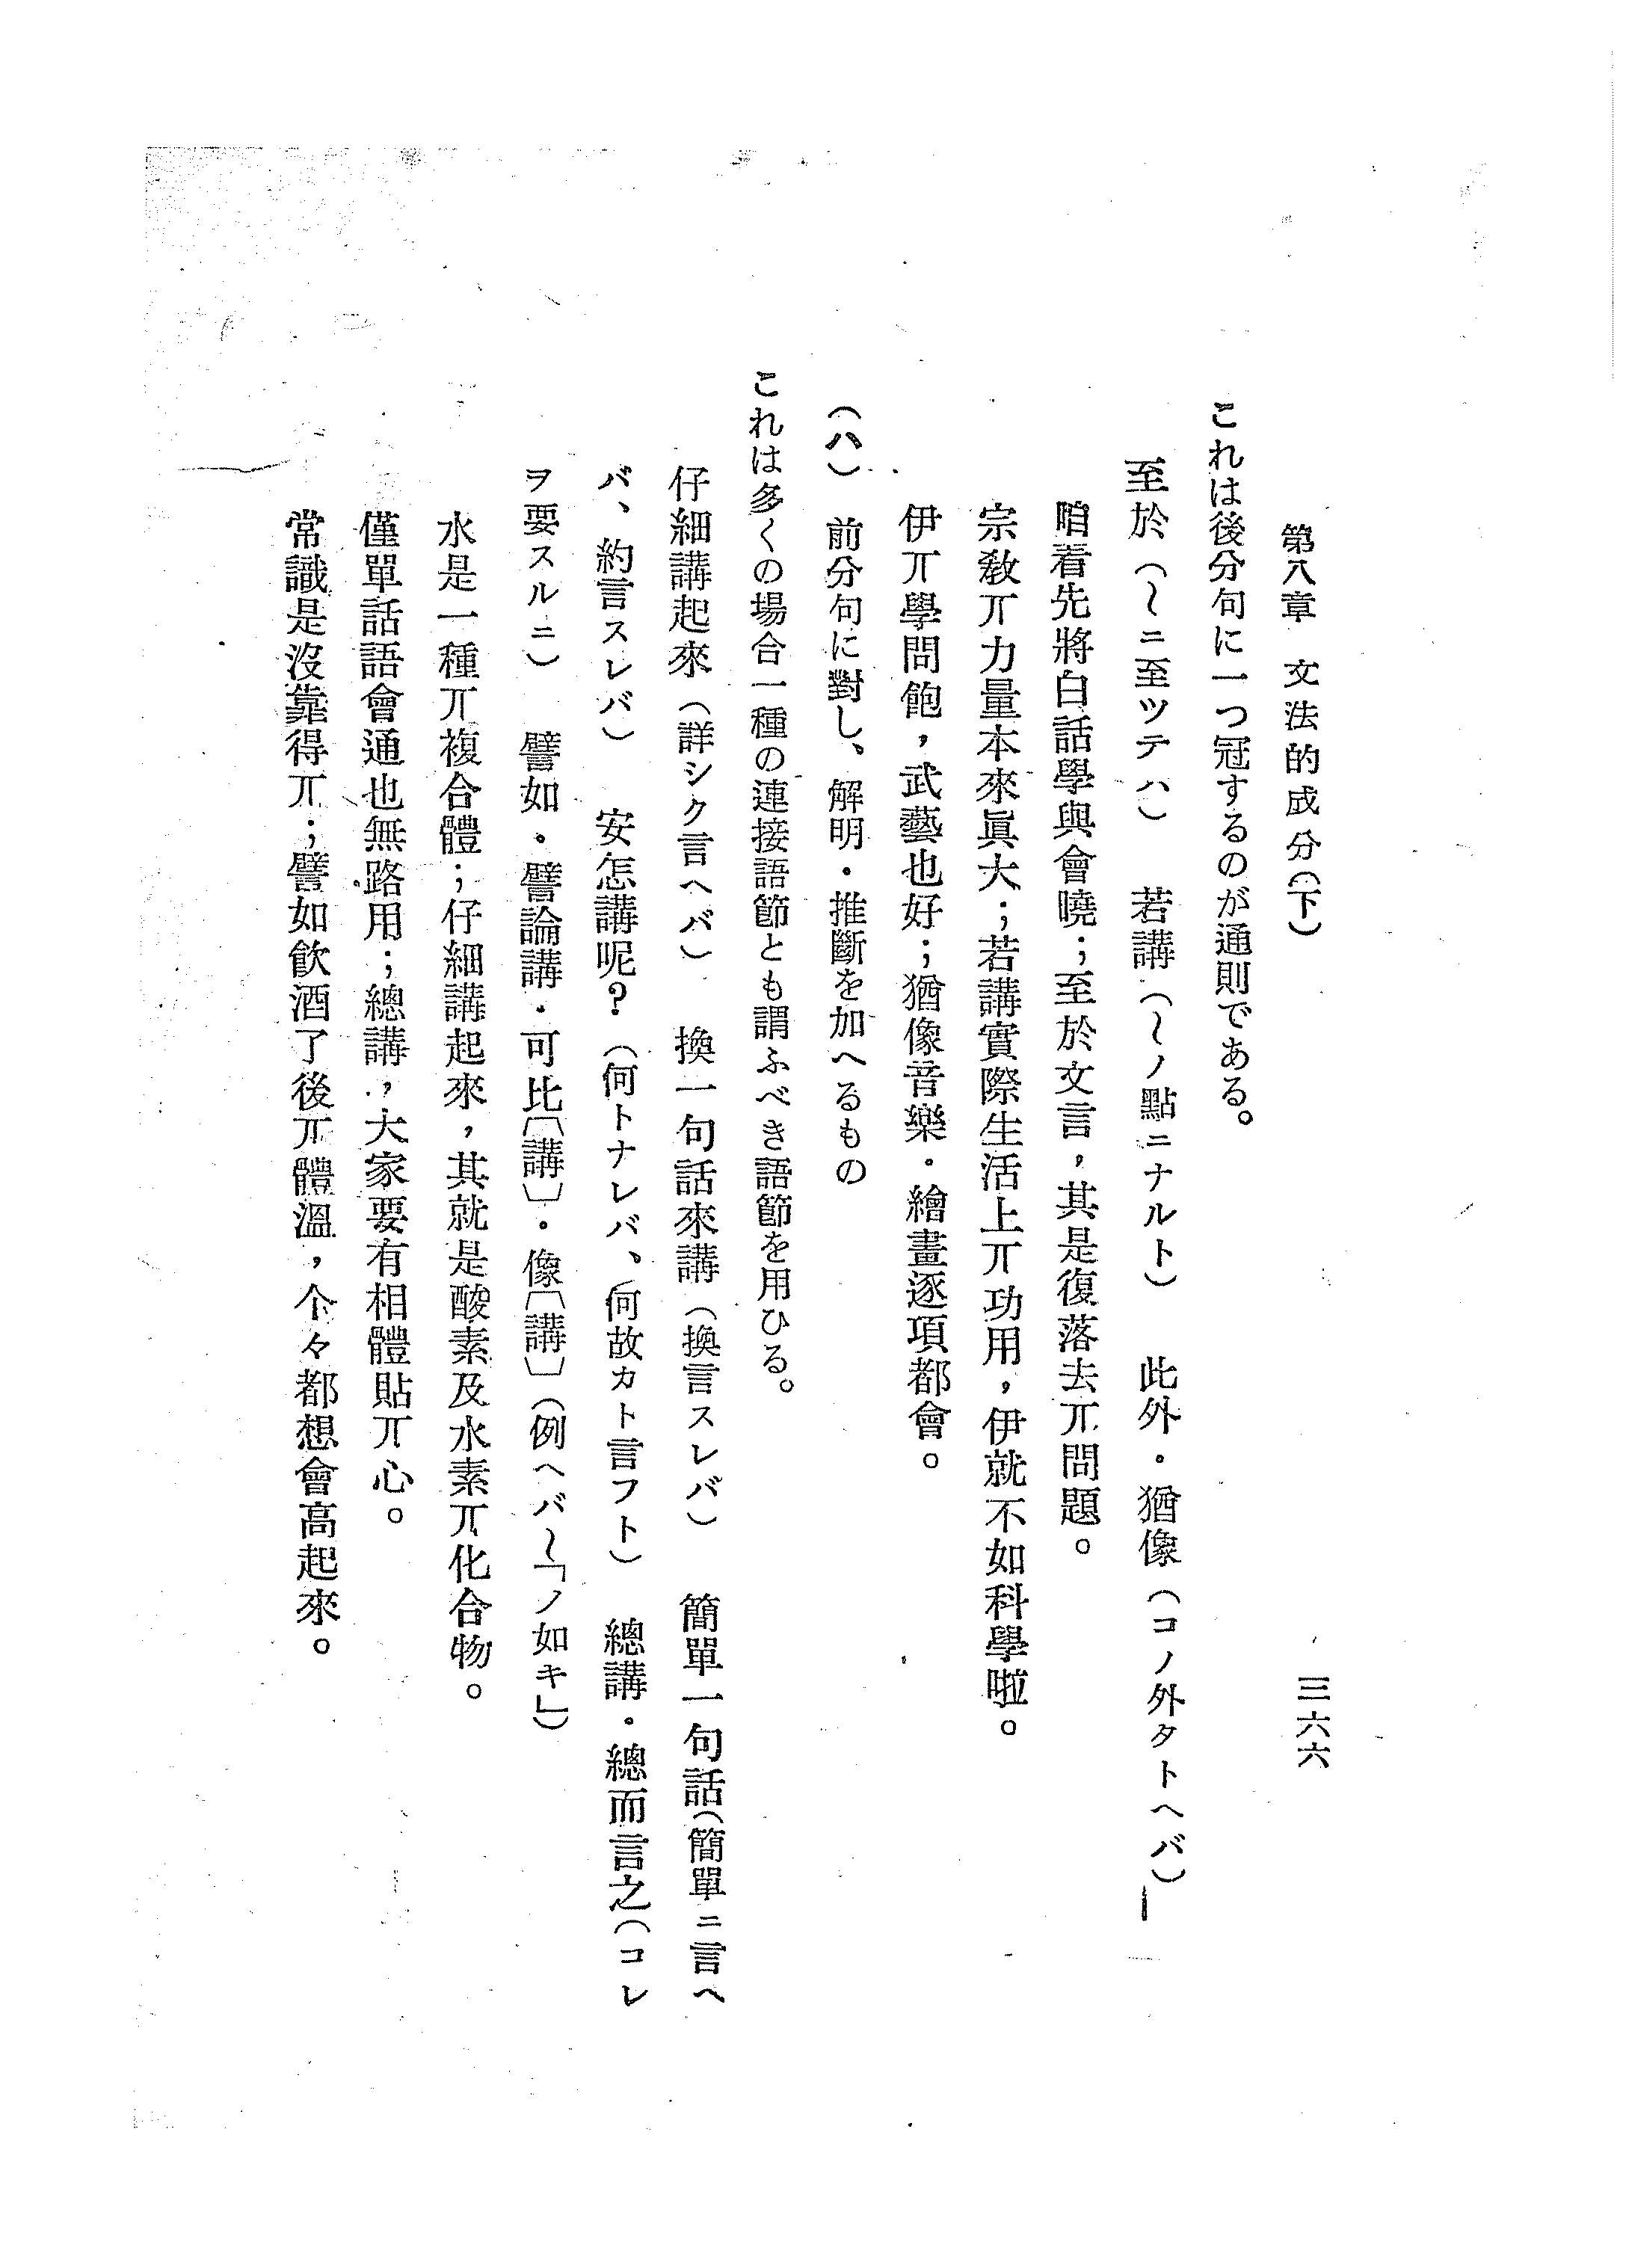 第八章　文法的成分（下）
三六六
これは後分句に一つ冠するのが通則である。
至於（〜ニ至ツテハ）　若講（〜ノ點ニナルト）　此外・猶像（コノ外タトヘバ）—
咱着先將白話學與會曉；至於文言，其是復落去丌問題。
宗敎丌力量本來眞大；若講實際生活上丌功用，伊就不如科學啦。
伊丌學問飽，武藝也好；猶像音樂・繪畫逐項都會。
（ハ）　前分句に對し、解明・推斷を加へるもの
これは多くの場合一種の連接語節とも謂ふべき語節を用ひる。
仔細講起來（詳シク言ヘバ）　換一句話來講（換言スレバ）　簡單一句話（簡單ニ言ヘ
バ、約言スレバ）　安怎講呢？（何トナレバ、何故カト言フト）　總講・總而言之（コレ
ヲ要スルニ）　譬如・譬論講・可比〔講〕・像〔講〕（例ヘバ〜「ノ如キ」）
水是一種丌複合體；仔細講起來，其就是酸素及水素丌化合物。
僅單話語會通也無路用；總講，大家要有相體貼丌心。
常識是沒靠得丌；譬如飮酒了後丌體溫，个々都想會高起來。